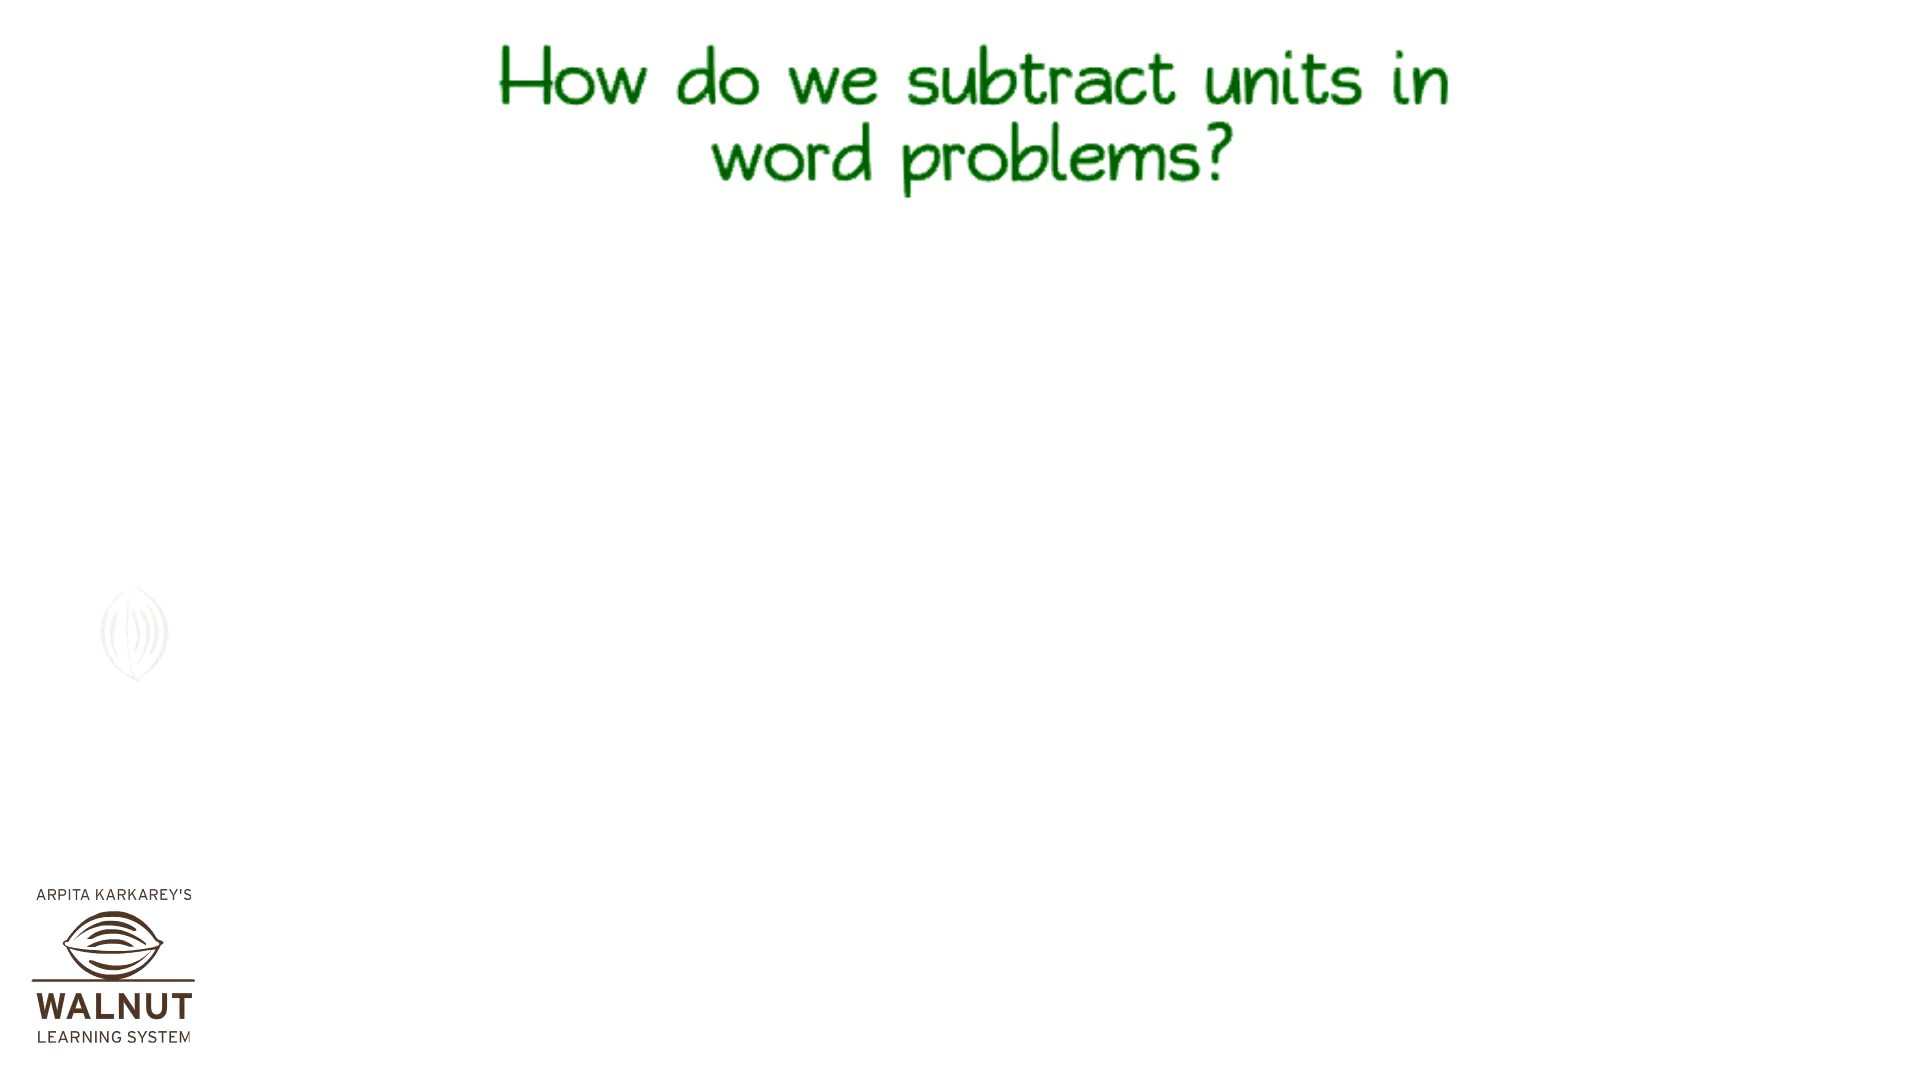 How do we subtract units in
word problems?
ARPITA KARKAREY'S
WALNUT
LEARNING SYSTEM